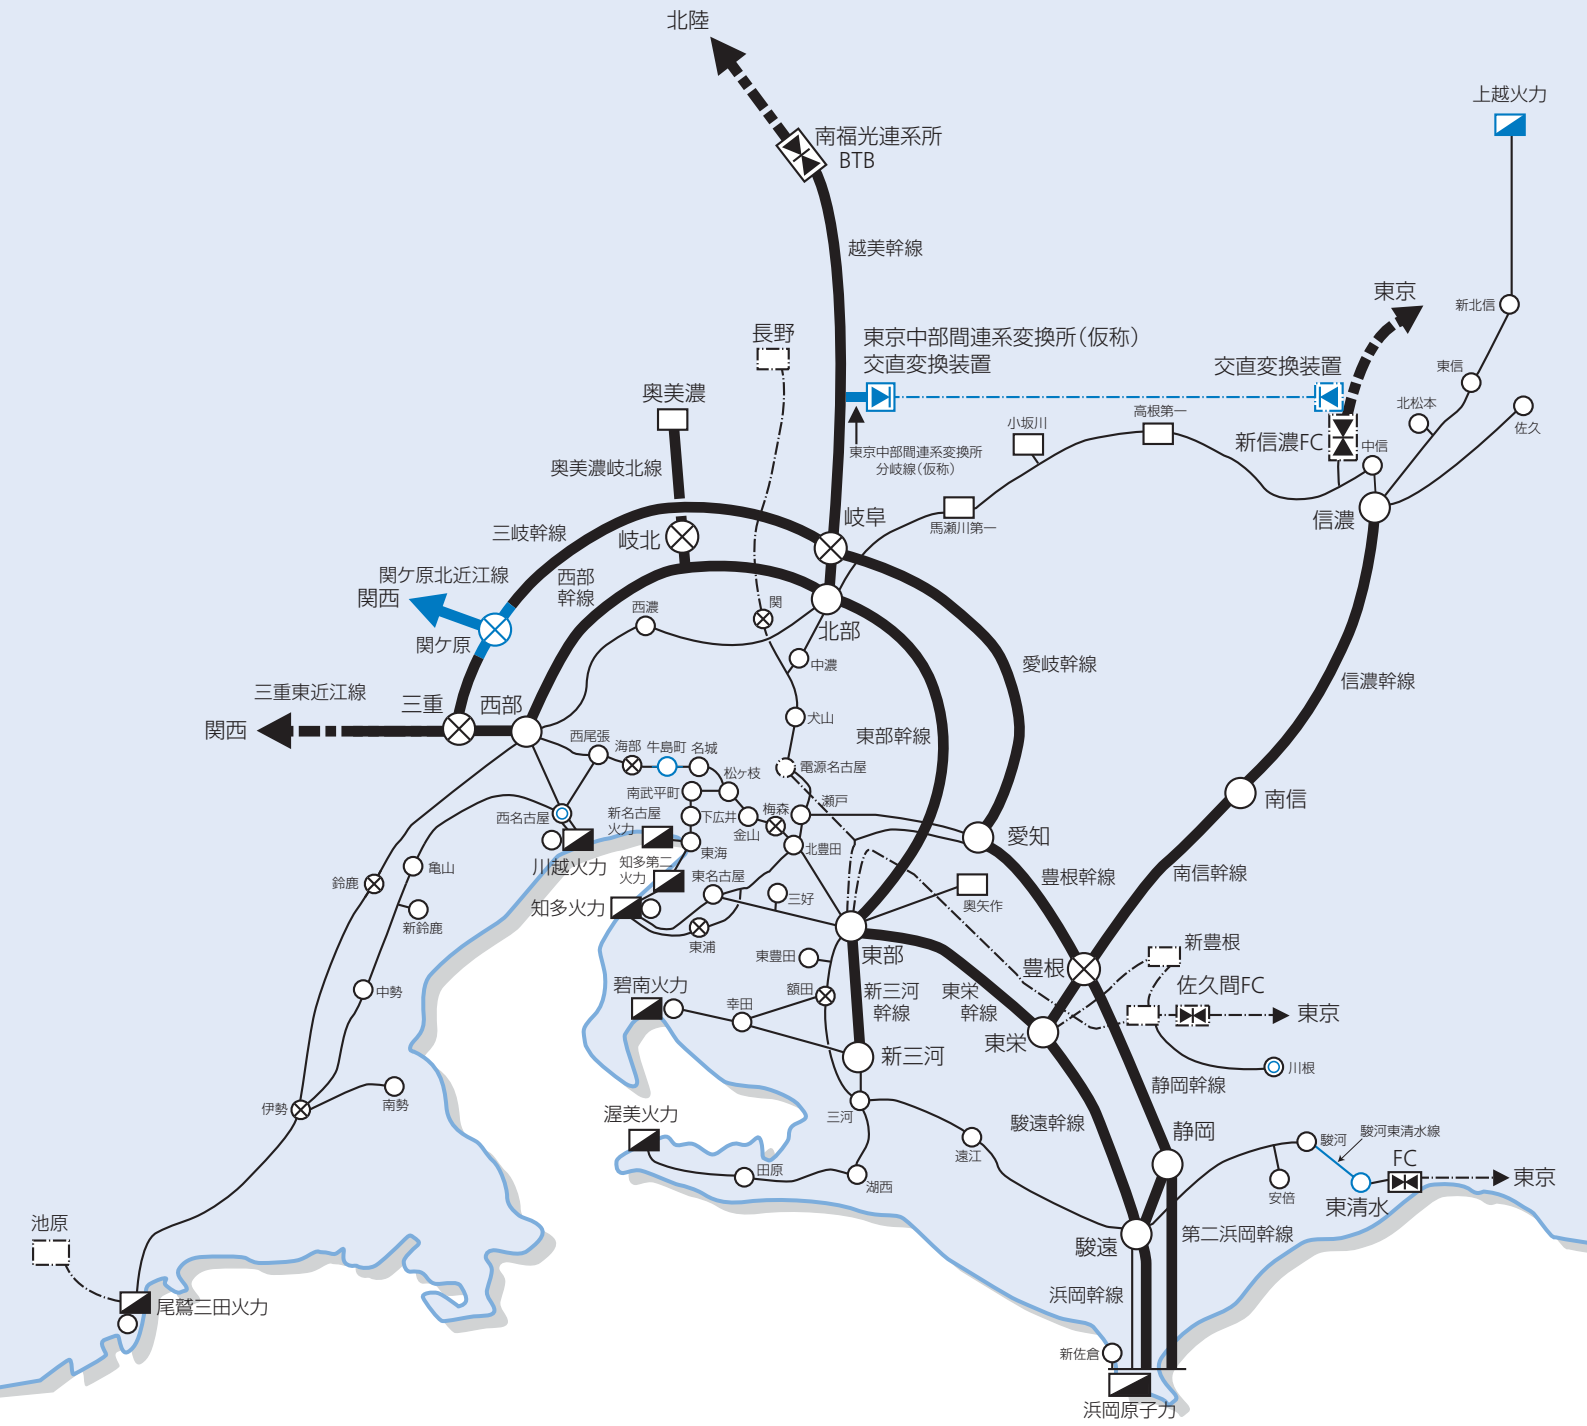 北陸
上越火力
南福光連系所
BTB
越美幹線
東京
新北信
長野
東京中部間連系変換所（仮称）
交直変換装置
交直変換装置
東信
奥美濃
北松本
佐久
高根第一
小坂川
新信濃FC
中信
東京中部間連系変換所
分岐線（仮称）
奥美濃岐北線
馬瀬川第一
岐阜
信濃
三岐幹線
岐北
関ケ原北近江線
関西
西部
幹線
西濃
関
北部
関ケ原
中濃
愛岐幹線
信濃幹線
三重東近江線
三重
西部
関西
犬山
東部幹線
西尾張
海部
牛島町
名城
電源名古屋
松ヶ枝
南武平町
瀬戸
南信
新名古屋
火力
西名古屋
下広井
梅森
金山
愛知
川越火力
東海
北豊田
知多第二
火力
東名古屋
豊根幹線
南信幹線
鈴鹿
亀山
知多火力
三好
奥矢作
新鈴鹿
東浦
東部
新豊根
東豊田
豊根
佐久間FC
中勢
碧南火力
額田
新三河
幹線
東栄
幹線
幸田
東京
東栄
新三河
川根
静岡幹線
伊勢
南勢
渥美火力
三河
駿遠幹線
静岡
駿河
駿河東清水線
遠江
FC
東京
田原
湖西
安倍
東清水
池原
第二浜岡幹線
駿遠
尾鷲三田火力
浜岡幹線
新佐倉
浜岡原子力